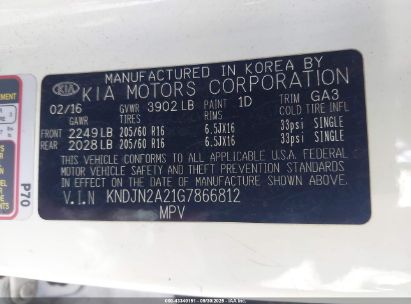 MANUFACTURED IN KOREA BY
KIA KIA MOTORS CORPORATION
02/16 GVWR 3902 LB PAINT 1D TRIM GA3
GAWR TIRES RIMS COLD TIRE INFL
FRONT 2249 LB 205/60 R16 6.5JX16 33psi SINGLE
REAR 2028 LB 205/60 R16 6.5JX16 33psi SINGLE
THIS VEHICLE CONFORMS TO ALL APPLICABLE U.S.A. FEDERAL
MOTOR VEHICLE SAFETY AND THEFT PREVENTION STANDARDS
IN EFFECT ON THE DATE OF MANUFACTURE SHOWN ABOVE.
V.I.N KNDJN2A21G7866812
MPV
P70